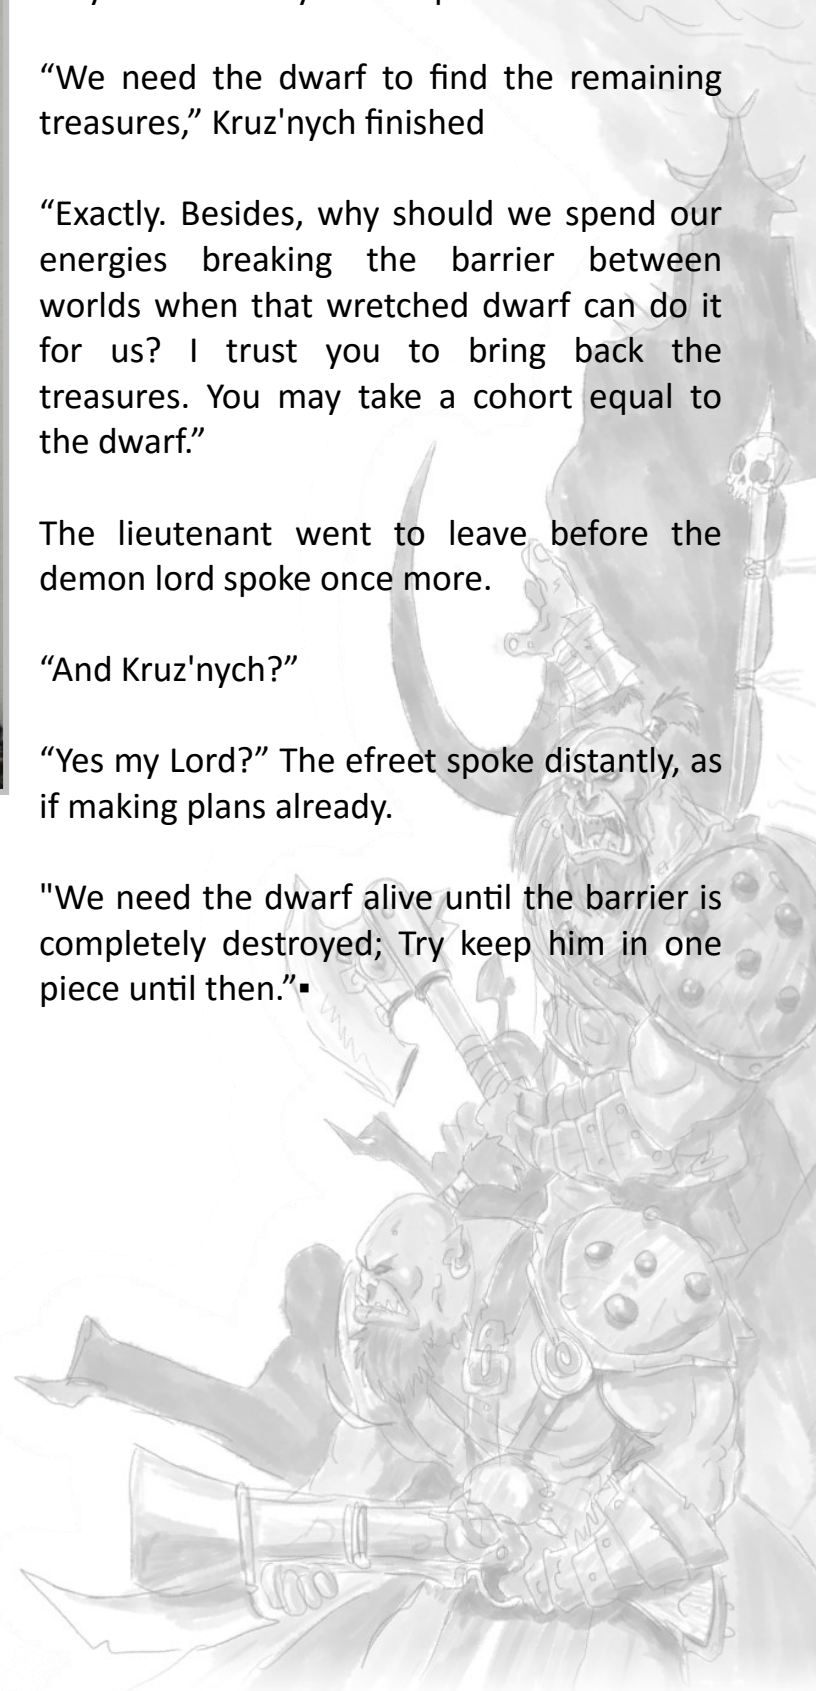 “We need the dwarf to find the remaining
treasures,” Kruz'nych finished
“Exactly. Besides, why should we spend our
energies breaking the barrier between
worlds when that wretched dwarf can do it
for us? I trust you to bring back the
treasures. You may take a cohort equal to
the dwarf.”
The lieutenant went to leave before the
demon lord spoke once more.
“And Kruz'nych?”
“Yes my Lord?” The efreet spoke distantly, as
if making plans already.
"We need the dwarf alive until the barrier is
completely destroyed; Try keep him in one
piece until then.”▪